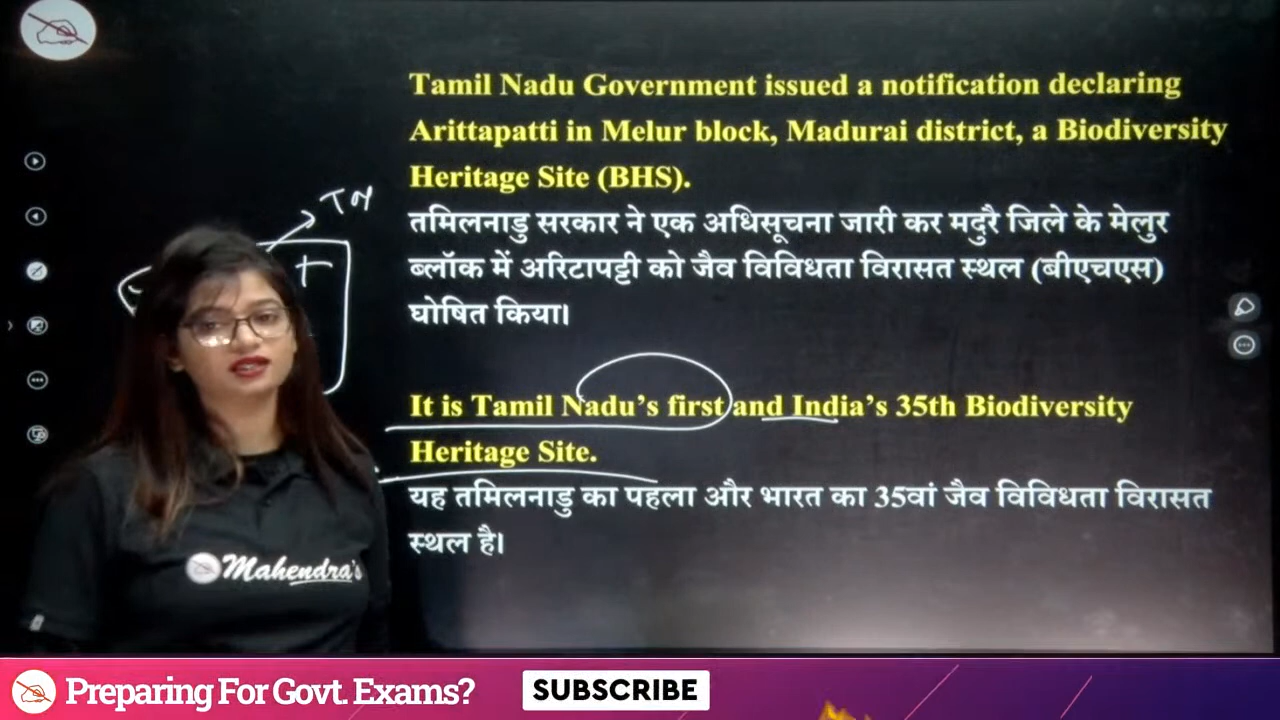 Tamil Nadu Government issued a notification declaring
Arittapatti in Melur block, Madurai district, a Biodiversity
Heritage Site (BHS).
तमिलनाडु सरकार ने एक अधिसूचना जारी कर मदुरै जिले के मेलुर
ब्लॉक में अरिटापट्टी को जैव विविधता विरासत स्थल (बीएचएस)
घोषित किया।
It is Tamil Nadu's first and India's 35th Biodiversity
Heritage Site.
यह तमिलनाडु का पहला और भारत का 35वां जैव विविधता विरासत
स्थल है।
Mahendra's
Preparing For Govt. Exams?
SUBSCRIBE